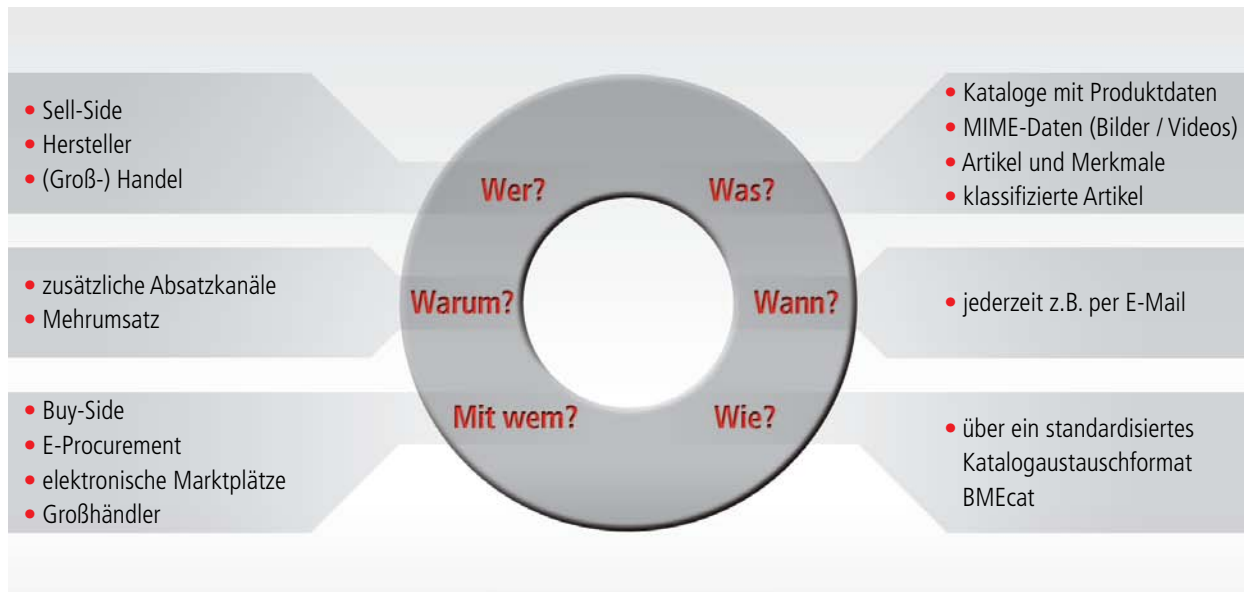 • Sell-Side
• Hersteller
• (Groß-) Handel
Wer?
Was?
• Kataloge mit Produktdaten
• MIME-Daten (Bilder / Videos)
• Artikel und Merkmale
• klassifizierte Artikel
• zusätzliche Absatzkanäle
• Mehrumsatz
Warum?
Wann?
• jederzeit z.B. per E-Mail
• Buy-Side
• E-Procurement
• elektronische Marktplätze
• Großhändler
Mit wem?
Wie?
• über ein standardisiertes
Katalogaustauschformat
BMEcat